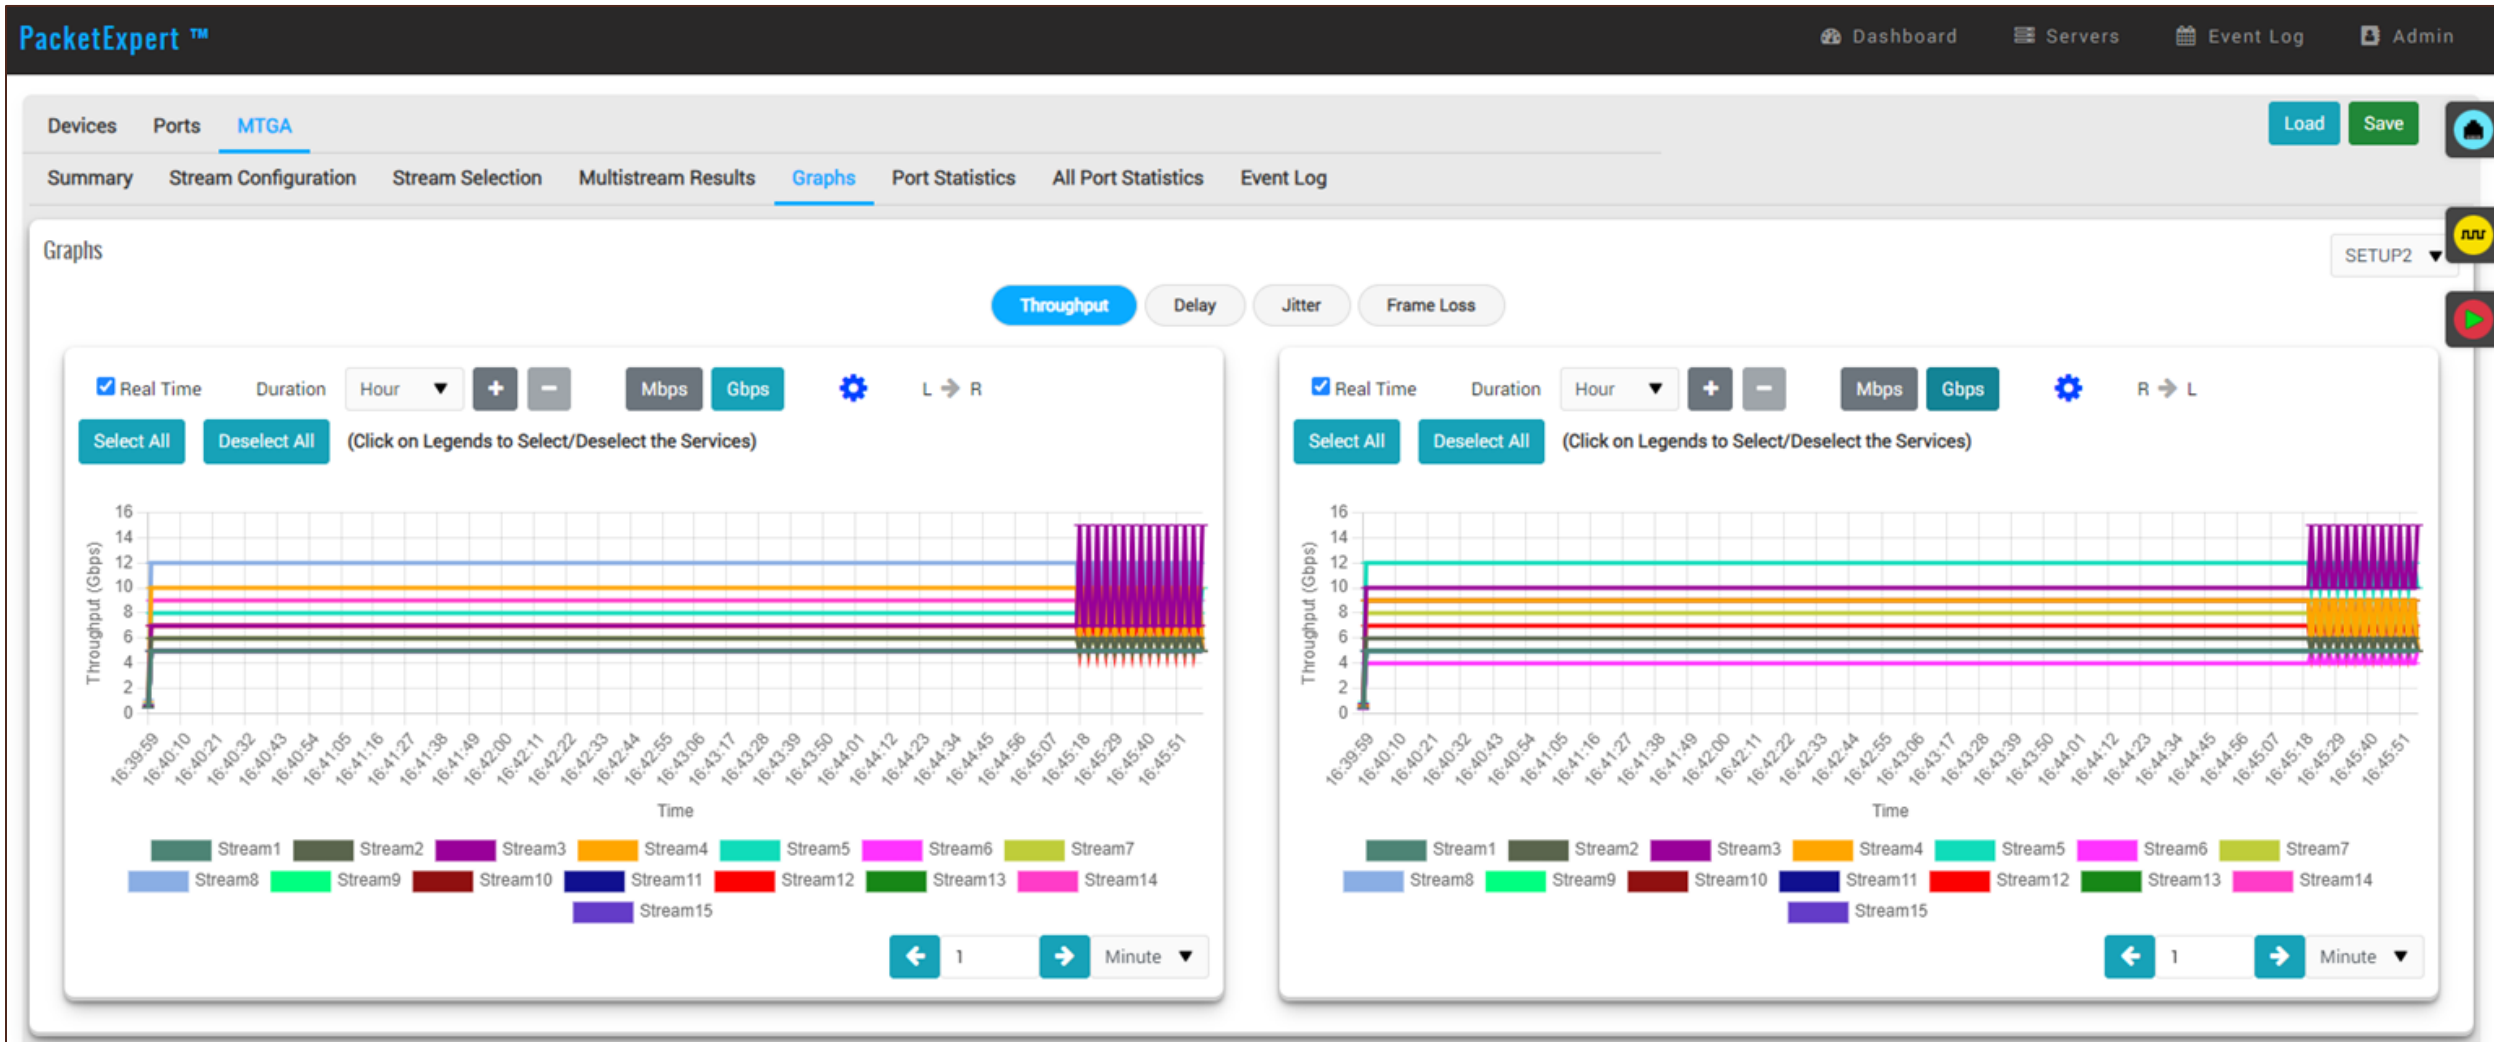 PacketExpert ™
Dashboard Servers Event Log Admin
Devices Ports MTGA
Load Save
Summary Stream Configuration Stream Selection Multistream Results Graphs Port Statistics All Port Statistics Event Log
Graphs
SETUP2
Throughput Delay Jitter Frame Loss
Real Time Duration Hour + − Mbps Gbps L → R
Select All Deselect All (Click on Legends to Select/Deselect the Services)
Throughput (Gbps)
16
14
12
10
8
6
4
2
0
16:39:59 16:40:10 16:40:21 16:40:32 16:40:43 16:40:54 16:41:05 16:41:16 16:41:27 16:41:38 16:41:49 16:42:00 16:42:11 16:42:22 16:42:33 16:42:44 16:42:55 16:43:06 16:43:17 16:43:28 16:43:39 16:43:50 16:44:01 16:44:12 16:44:23 16:44:34 16:44:45 16:44:56 16:45:07 16:45:18 16:45:29 16:45:40 16:45:51
Time
Stream1 Stream2 Stream3 Stream4 Stream5 Stream6 Stream7
Stream8 Stream9 Stream10 Stream11 Stream12 Stream13 Stream14
Stream15
1 Minute
Real Time Duration Hour + − Mbps Gbps R → L
Select All Deselect All (Click on Legends to Select/Deselect the Services)
Throughput (Gbps)
16
14
12
10
8
6
4
2
0
16:39:59 16:40:10 16:40:21 16:40:32 16:40:43 16:40:54 16:41:05 16:41:16 16:41:27 16:41:38 16:41:49 16:42:00 16:42:11 16:42:22 16:42:33 16:42:44 16:42:55 16:43:06 16:43:17 16:43:28 16:43:39 16:43:50 16:44:01 16:44:12 16:44:23 16:44:34 16:44:45 16:44:56 16:45:07 16:45:18 16:45:29 16:45:40 16:45:51
Time
Stream1 Stream2 Stream3 Stream4 Stream5 Stream6 Stream7
Stream8 Stream9 Stream10 Stream11 Stream12 Stream13 Stream14
Stream15
1 Minute